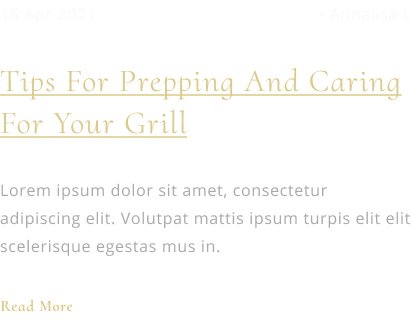 16 Apr 2021 - Annalisa L
Tips For Prepping And Caring
For Your Grill
Lorem ipsum dolor sit amet, consectetur
adipiscing elit. Volutpat mattis ipsum turpis elit elit
scelerisque egestas mus in.
Read More